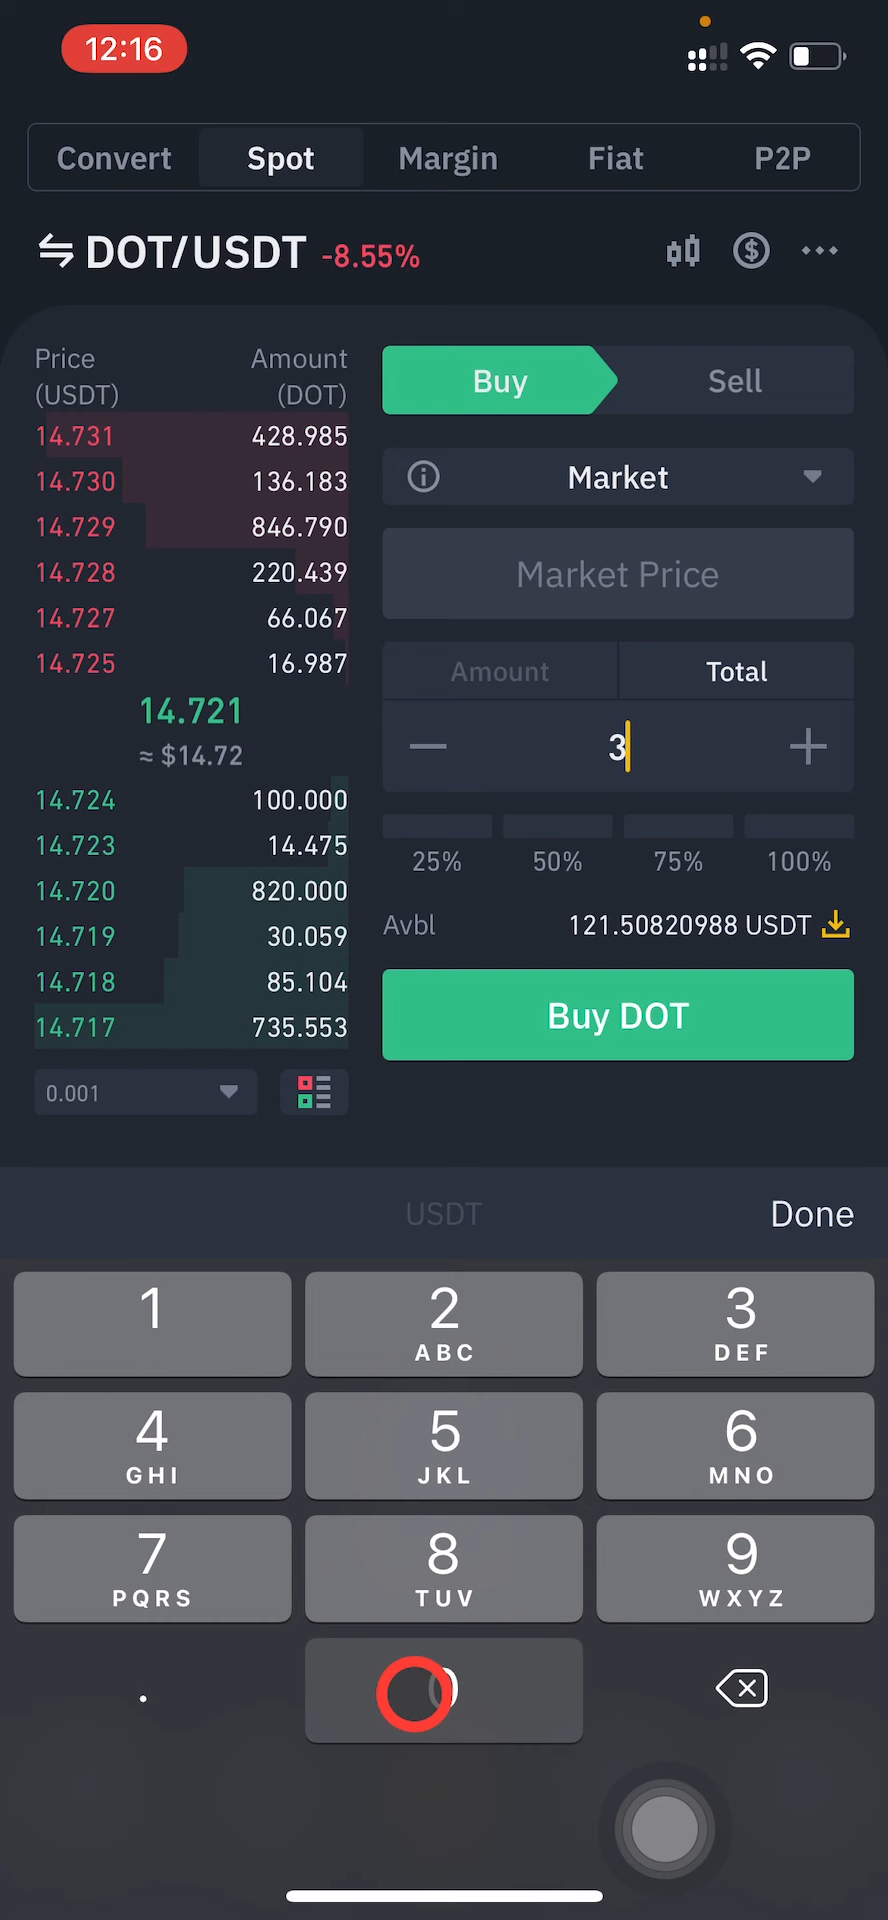 12:16
Convert Spot Margin Fiat P2P
DOT/USDT -8.55%
Price (USDT) Amount (DOT)
14.731 428.985
14.730 136.183
14.729 846.790
14.728 220.439
14.727 66.067
14.725 16.987
14.721
≈ $14.72
14.724 100.000
14.723 14.475
14.720 820.000
14.719 30.059
14.718 85.104
14.717 735.553
0.001
Buy Sell
Market
Market Price
Amount Total
3
25% 50% 75% 100%
Avbl 121.50820988 USDT
Buy DOT
USDT Done
1 2 3
ABC DEF
4 5 6
GHI JKL MNO
7 8 9
PQRS TUV WXYZ
. 0